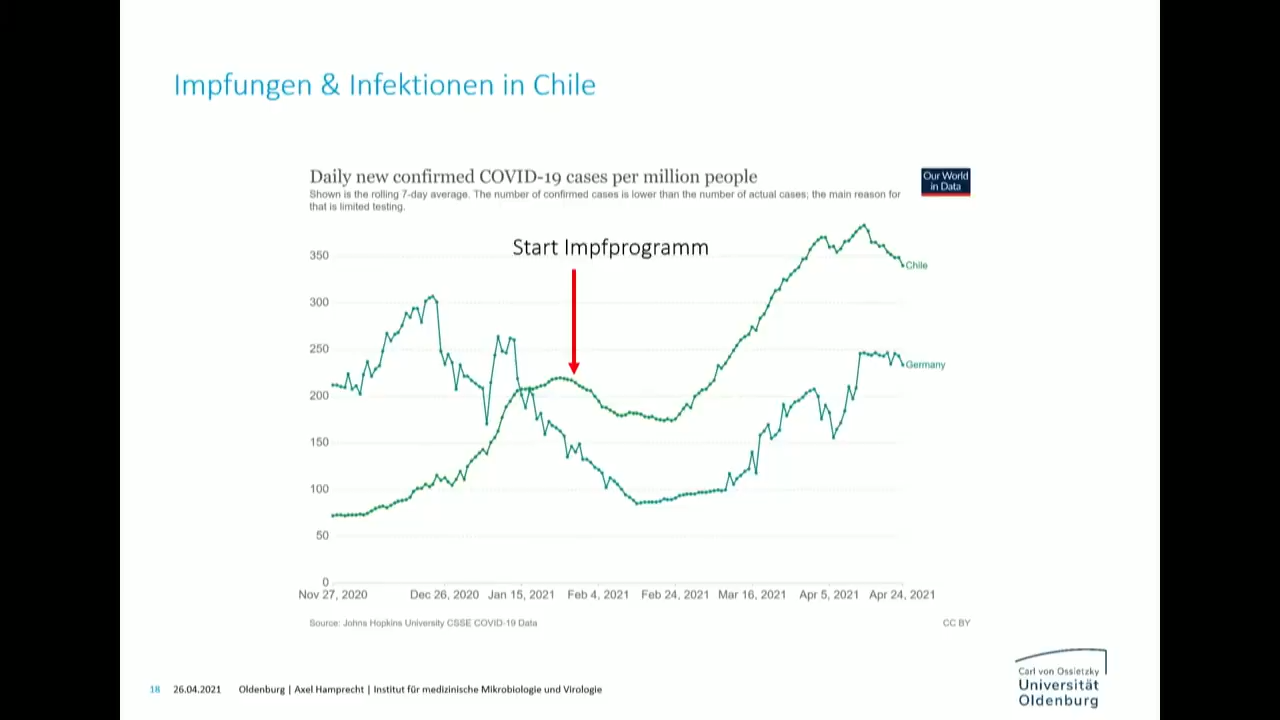 Impfungen & Infektionen in Chile
Daily new confirmed COVID-19 cases per million people
Shown is the rolling 7-day average. The number of confirmed cases is lower than the number of actual cases; the main reason for
that is limited testing.
Our World
in Data
Start Impfprogramm
350
300
250
200
150
100
50
0
Chile
Germany
Nov 27, 2020 Dec 26, 2020 Jan 15, 2021 Feb 4, 2021 Feb 24, 2021 Mar 16, 2021 Apr 5, 2021 Apr 24, 2021
Source: Johns Hopkins University CSSE COVID-19 Data
CC BY
18 26.04.2021 Oldenburg | Axel Hamprecht | Institut für medizinische Mikrobiologie und Virologie
Carl von Ossietzky
Universität
Oldenburg